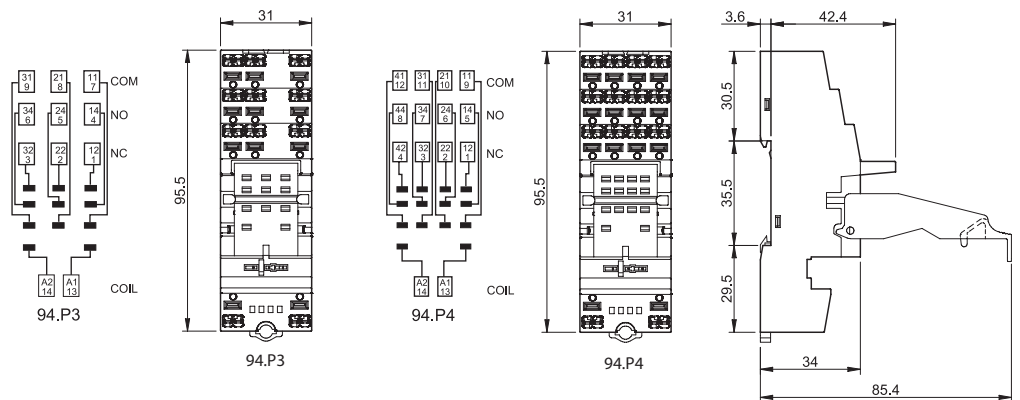 31 31 3.6 42.4
31 21 11 COM
9 8 7
34 24 14 NO
6 5 4
32 22 12 NC
3 2 1
A2 A1 COIL
14 13
94.P3
95.5
94.P3
41 31 21 11 COM
12 11 10 9
44 34 24 14 NO
8 7 6 5
42 32 22 12 NC
4 3 2 1
A2 A1 COIL
14 13
94.P4
95.5
94.P4
30.5
35.5
29.5
34
85.4